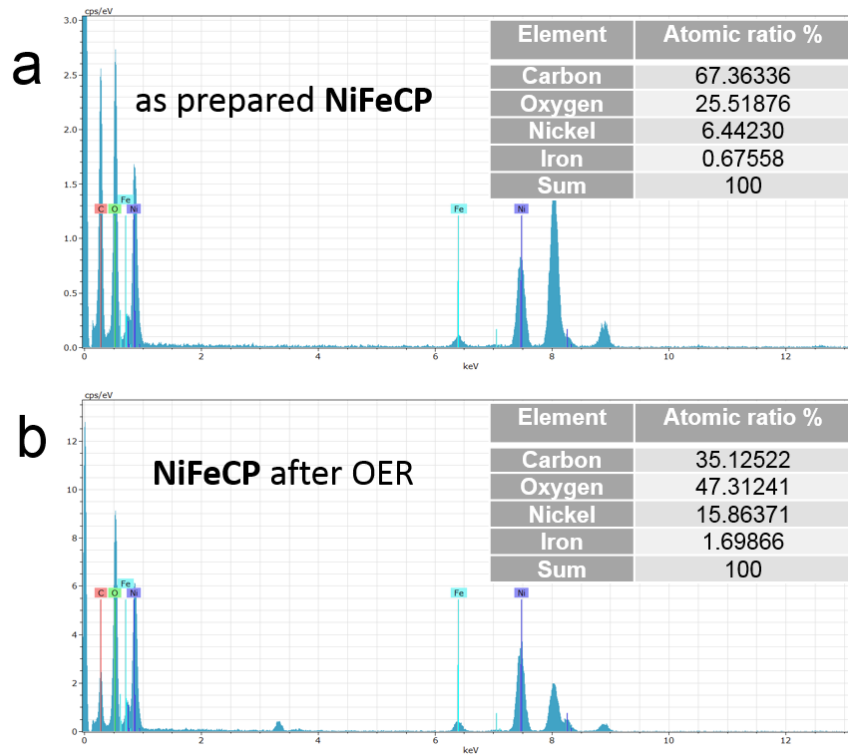 cps/eV
a
as prepared NiFeCP
3.0
2.5
2.0
1.5
1.0
0.5
0.0
Fe
C O Ni
Fe
Ni
0 2 4 6 8 10 12
keV
Element Atomic ratio %
Carbon 67.36336
Oxygen 25.51876
Nickel 6.44230
Iron 0.67558
Sum 100
cps/eV
b
NiFeCP after OER
12
10
8
6
4
2
0
Fe
C O Ni
Fe
Ni
0 2 4 6 8 10 12
keV
Element Atomic ratio %
Carbon 35.12522
Oxygen 47.31241
Nickel 15.86371
Iron 1.69866
Sum 100